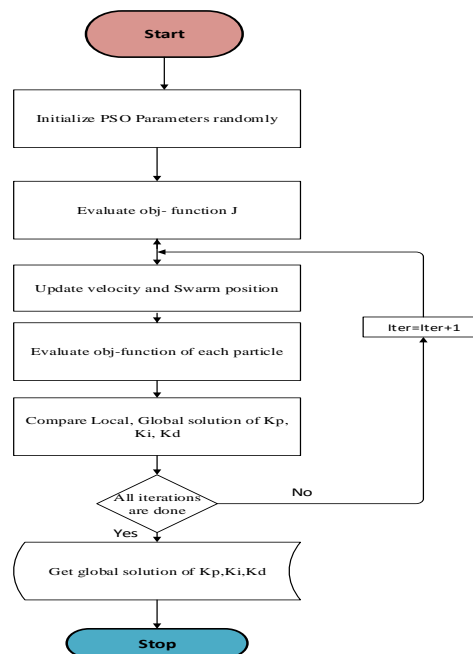 Start
Initialize PSO Parameters randomly
Evaluate obj- function J
Update velocity and Swarm position
Iter=Iter+1
Evaluate obj-function of each particle
Compare Local, Global solution of Kp,
Ki, Kd
All iterations
are done
No
Yes
Get global solution of Kp,Ki,Kd
Stop